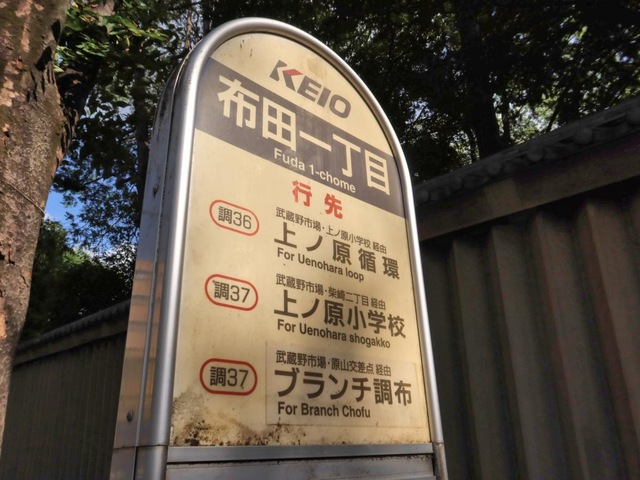 KEIO
布田一丁目
Fuda 1-chome
行先
調36
武蔵野市場・上ノ原小学校 経由
上ノ原循環
For Uenohara loop
調37
武蔵野市場・柴崎二丁目 経由
上ノ原小学校
For Uenohara shogakko
調37
武蔵野市場・原山交差点 経由
ブランチ調布
For Branch Chofu